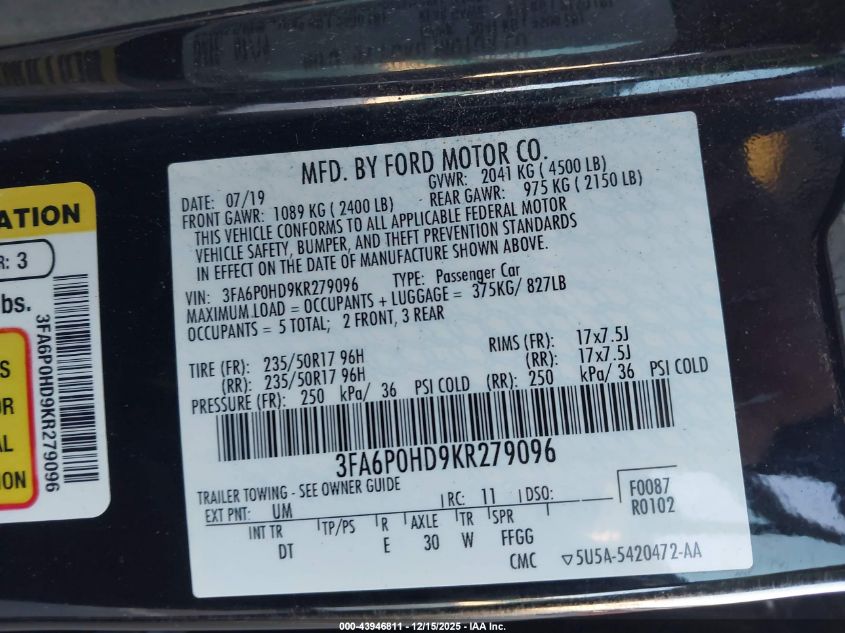 MFD. BY FORD MOTOR CO.
DATE: 07/19 GVWR: 2041 KG ( 4500 LB)
FRONT GAWR: 1089 KG ( 2400 LB) REAR GAWR: 975 KG ( 2150 LB)
THIS VEHICLE CONFORMS TO ALL APPLICABLE FEDERAL MOTOR
VEHICLE SAFETY, BUMPER, AND THEFT PREVENTION STANDARDS
IN EFFECT ON THE DATE OF MANUFACTURE SHOWN ABOVE.
VIN: 3FA6P0HD9KR279096 TYPE: Passenger Car
MAXIMUM LOAD = OCCUPANTS + LUGGAGE = 375KG/ 827LB
OCCUPANTS = 5 TOTAL; 2 FRONT, 3 REAR
TIRE (FR): 235/50R17 96H RIMS (FR): 17x7.5J
(RR): 235/50R17 96H (RR): 17x7.5J
PRESSURE (FR): 250 kPa/ 36 PSI COLD (RR): 250 kPa/ 36 PSI COLD
3FA6P0HD9KR279096
TRAILER TOWING - SEE OWNER GUIDE
EXT PNT: UM RC: 11 DSO: F0087
R0102
INT TR TP/PS R AXLE TR SPR
DT E 30 W FFGG
CMC ▽5U5A-5420472-AA
ATION
R: 3
lbs.
S
OR
AL
ION
3FA6P0HD9KR279096
000-43946811 - 12/15/2025 - IAA Inc.